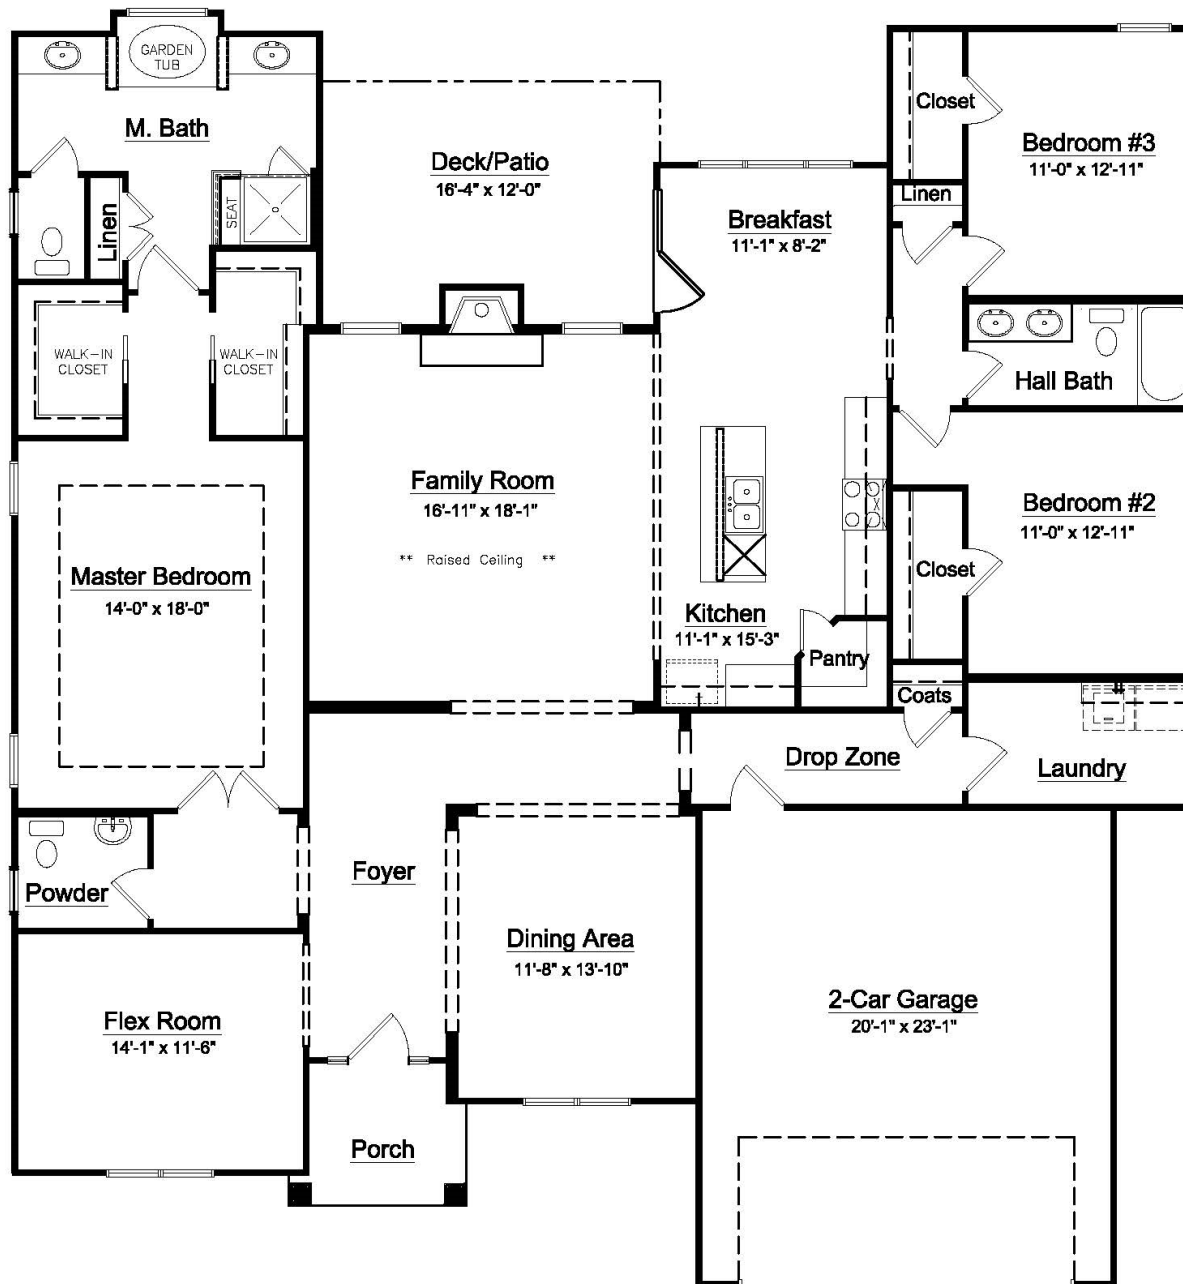 GARDEN
TUB
M. Bath
Linen
SEAT
WALK-IN
CLOSET
WALK-IN
CLOSET
Deck/Patio
16'-4" x 12'-0"
Breakfast
11'-1" x 8'-2"
Closet
Bedroom #3
11'-0" x 12'-11"
Linen
Hall Bath
Family Room
16'-11" x 18'-1"
** Raised Ceiling **
Master Bedroom
14'-0" x 18'-0"
Bedroom #2
11'-0" x 12'-11"
Closet
Kitchen
11'-1" x 15'-3"
Pantry
Coats
Drop Zone
Laundry
Powder
Foyer
Dining Area
11'-8" x 13'-10"
2-Car Garage
20'-1" x 23'-1"
Flex Room
14'-1" x 11'-6"
Porch